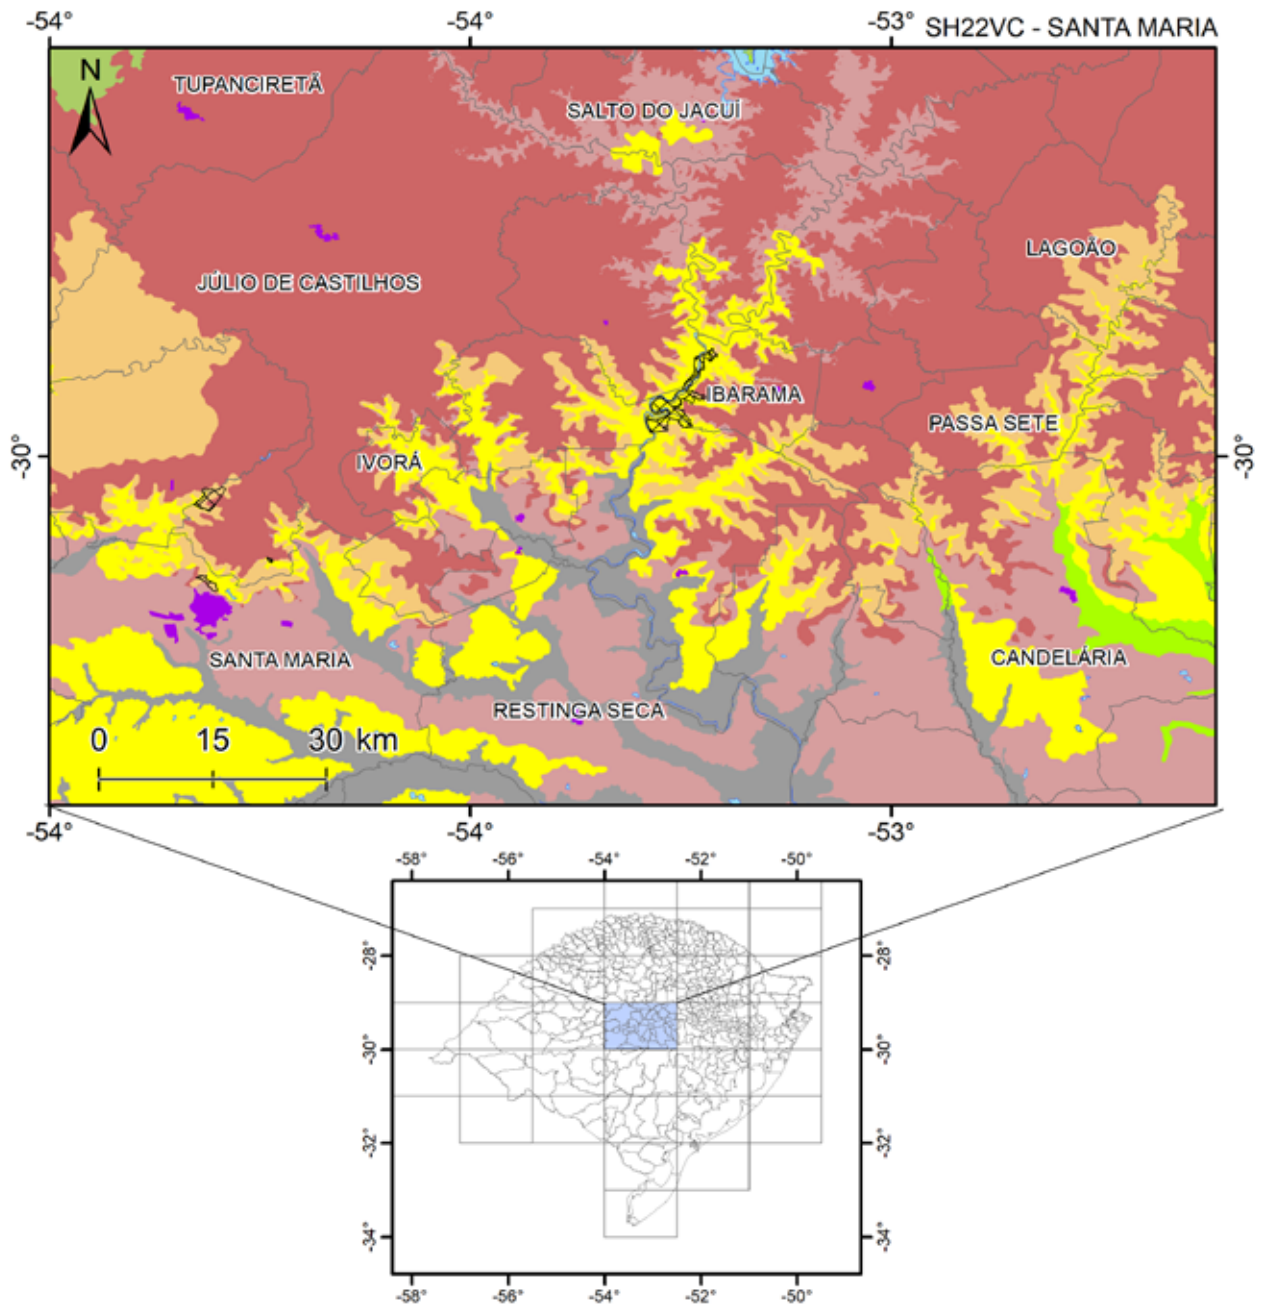 -54° -54° -53° SH22VC - SANTA MARIA
N
TUPANCIRETÃ
SALTO DO JACUÍ
LAGOÃO
JÚLIO DE CASTILHOS
IBARAMA
PASSA SETE
-30° IVORÁ -30°
SANTA MARIA
CANDELÁRIA
RESTINGA SECA
0 15 30 km
-54° -54° -53°
-58° -56° -54° -52° -50°
-28° -28°
-30° -30°
-32° -32°
-34° -34°
-58° -56° -54° -52° -50°